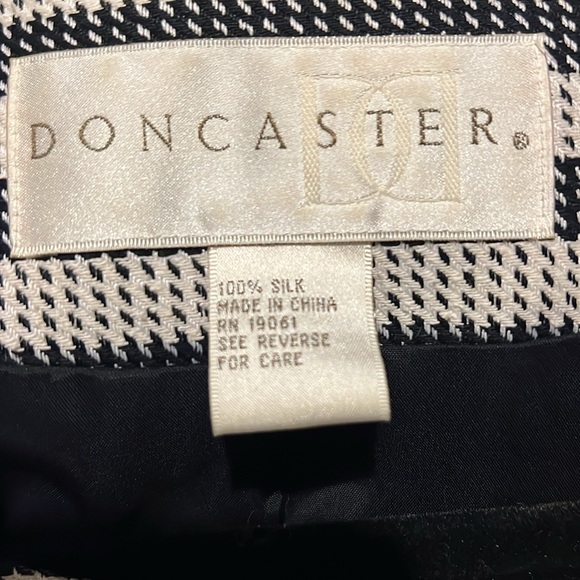 DONCASTER®
100% SILK
MADE IN CHINA
RN 19061
SEE REVERSE
FOR CARE